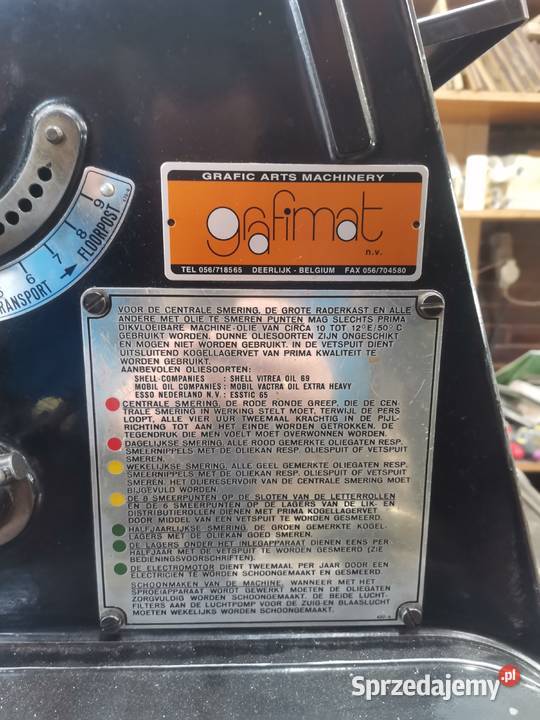 GRAFIC ARTS MACHINERY
grafimat
n.v.
TEL 056/718565 DEERLIJK - BELGIUM FAX 056/704580
5 6 7 8 9
TRANSPORT FLOORPOST
VOOR DE CENTRALE SMERING, DE GROTE RADERKAST EN ALLE
ANDERE MET OLIE TE SMEREN PUNTEN MAG SLECHTS PRIMA
DIKVLOEIBARE MACHINE-OLIE VAN CIRCA 10 TOT 12° E/50° C
GEBRUIKT WORDEN. DUNNE OLIESOORTEN ZIJN ONGESCHIKT
EN MOGEN NIET WORDEN GEBRUIKT. IN DE VETSPUIT DIENT
UITSLUITEND KOGELLAGERVET VAN PRIMA KWALITEIT TE
WORDEN GEBRUIKT.
AANBEVOLEN OLIESOORTEN:
SHELL-COMPANIES : SHELL VITREA OIL 69
MOBIL OIL COMPANIES : MOBIL VACTRA OIL EXTRA HEAVY
ESSO NEDERLAND N.V. : ESSTIC 65
CENTRALE SMERING, DE RODE RONDE GREEP, DIE DE CEN-
TRALE SMERING IN WERKING STELT MOET, TERWIJL DE PERS
LOOPT, ALLE VIER UUR TWEEMAAL KRACHTIG IN DE PIJL-
RICHTING TOT AAN HET EINDE WORDEN GETROKKEN. DE
TEGENDRUK DIE MEN VOELT MOET OVERWONNEN WORDEN.
DAGELIJKSE SMERING, ALLE ROOD GEMERKTE OLIEGATEN RESP.
SMEERNIPPELS MET DE OLIEKAN RESP. OLIESPUIT OF VETSPUIT
SMEREN.
WEKELIJKSE SMERING, ALLE GEEL GEMERKTE OLIEGATEN RESP.
SMEERNIPPELS MET DE OLIEKAN RESP. OLIESPUIT OF VETSPUIT
SMEREN. HET OLIERESERVOIR VAN DE CENTRALE SMERING MOET
BIJGEVULD WORDEN.
DE 8 SMEERPUNTEN OP DE SLOTEN VAN DE LETTERROLLEN
EN DE 6 SMEERPUNTEN OP DE LAGERS VAN DE LIK- EN
DISTRIBUTIEROLLEN DIENEN MET PRIMA KOGELLAGERVET
DOOR MIDDEL VAN EEN VETSPUIT TE WORDEN GESMEERD.
HALFJAARLIJKSE SMERING, DE GROEN GEMERKTE KOGEL-
LAGERS MET DE OLIEKAN GOED SMEREN.
DE LAGERS ONDER HET INLEGAPPARAAT DIENEN EENS PER
HALFJAAR MET DE VETSPUIT TE WORDEN GESMEERD (ZIE
BEDIENINGSVOORSCHRIFTEN).
DE ELECTROMOTOR DIENT TWEEMAAL PER JAAR DOOR EEN
ELECTRICIEN TE WORDEN SCHOONGEMAAKT EN GESMEERD
SCHOONMAKEN VAN DE MACHINE, WANNEER MET HET
SPROEIAPPARAAT WORDT GEWERKT MOETEN DE OLIEGATEN
ZORGVULDIG WORDEN SCHOONGEMAAKT. DE BEIDE LUCHT-
FILTERS AAN DE LUCHTPOMP VOOR DE ZUIG-EN BLAASLUCHT
MOETEN WEKELIJKS WORDEN SCHOONGEMAAKT.
Sprzedajemy.pl